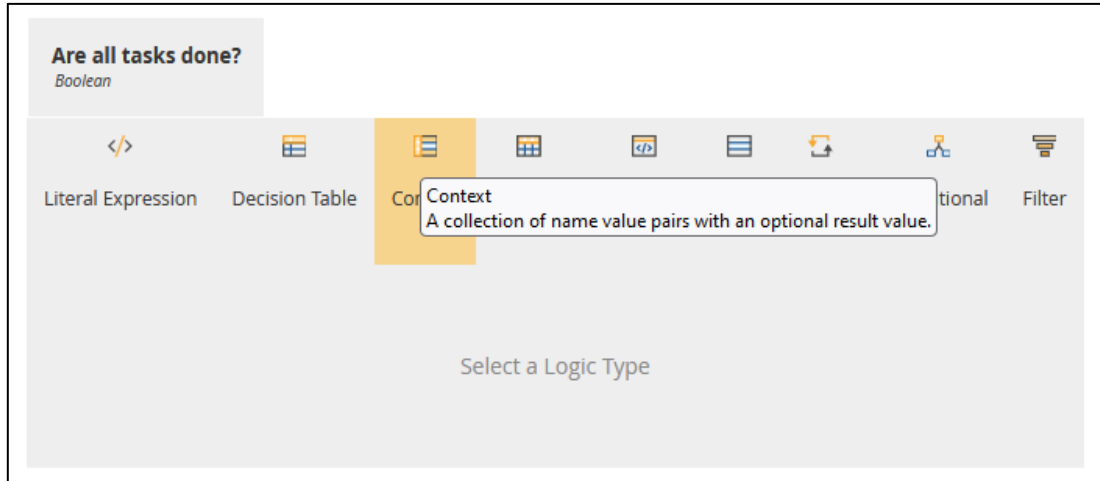 Are all tasks done?
Boolean
Literal Expression Decision Table tional Filter
Context
A collection of name value pairs with an optional result value.
Select a Logic Type